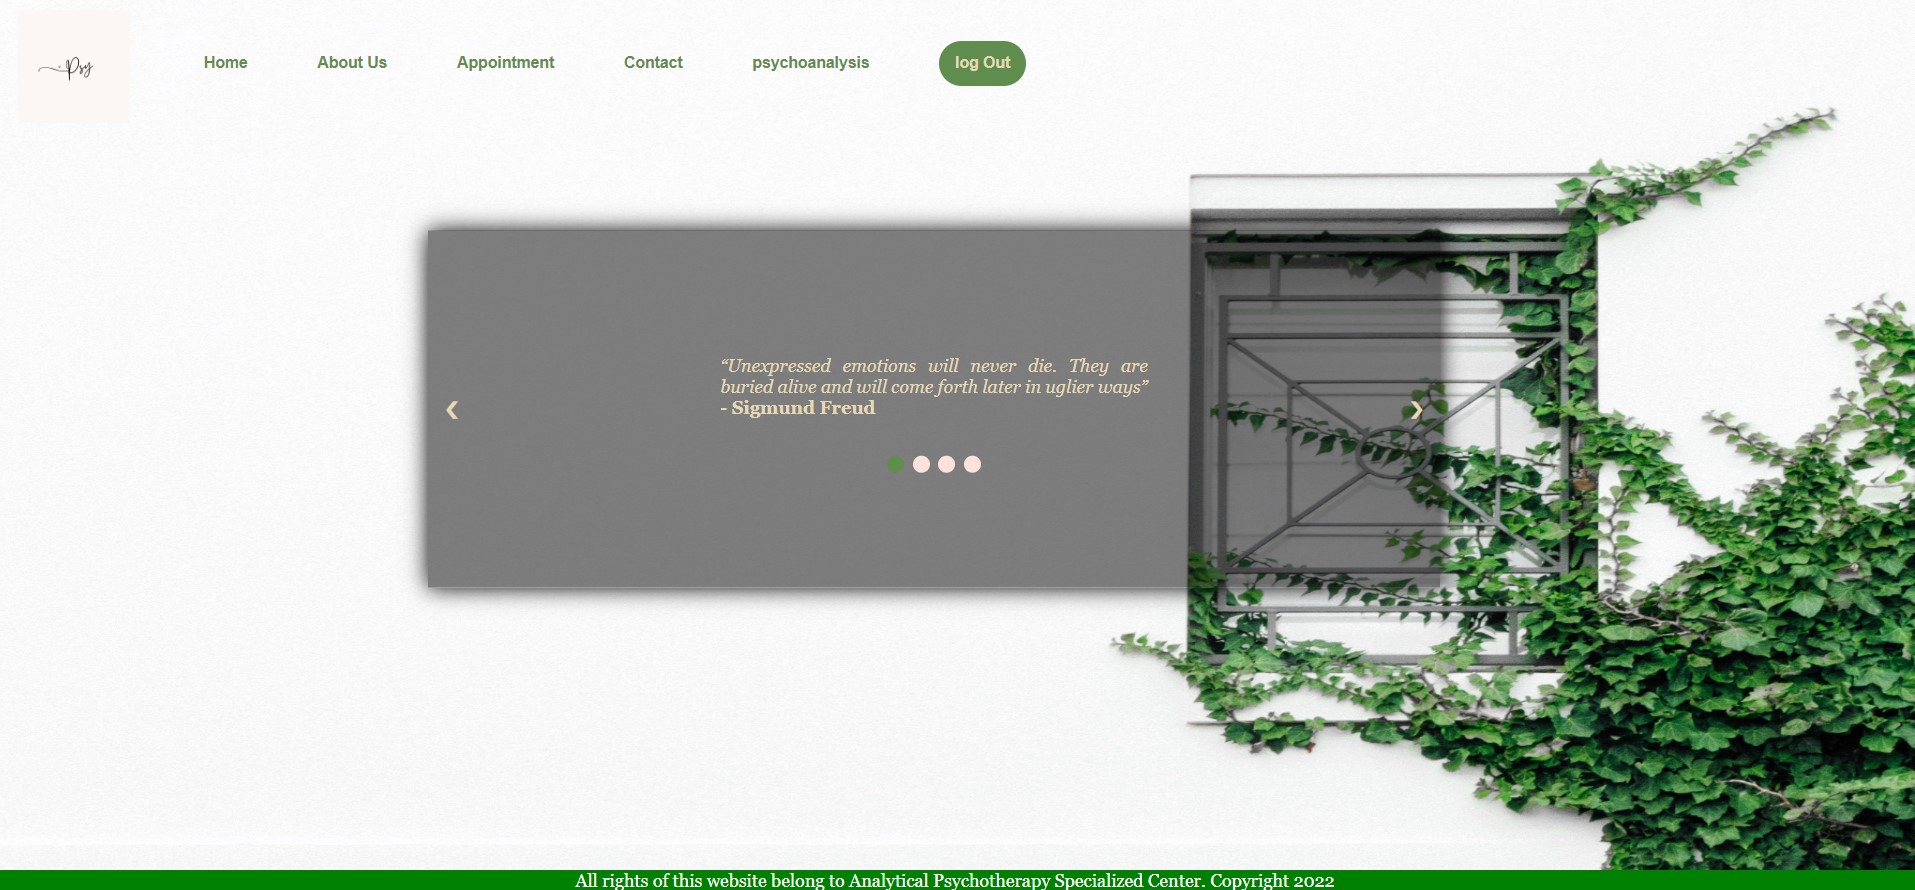 Psy
Home
About Us
Appointment
Contact
psychoanalysis
log Out
“Unexpressed emotions will never die. They are
buried alive and will come forth later in uglier ways”
- Sigmund Freud
❮
❯
All rights of this website belong to Analytical Psychotherapy Specialized Center. Copyright 2022